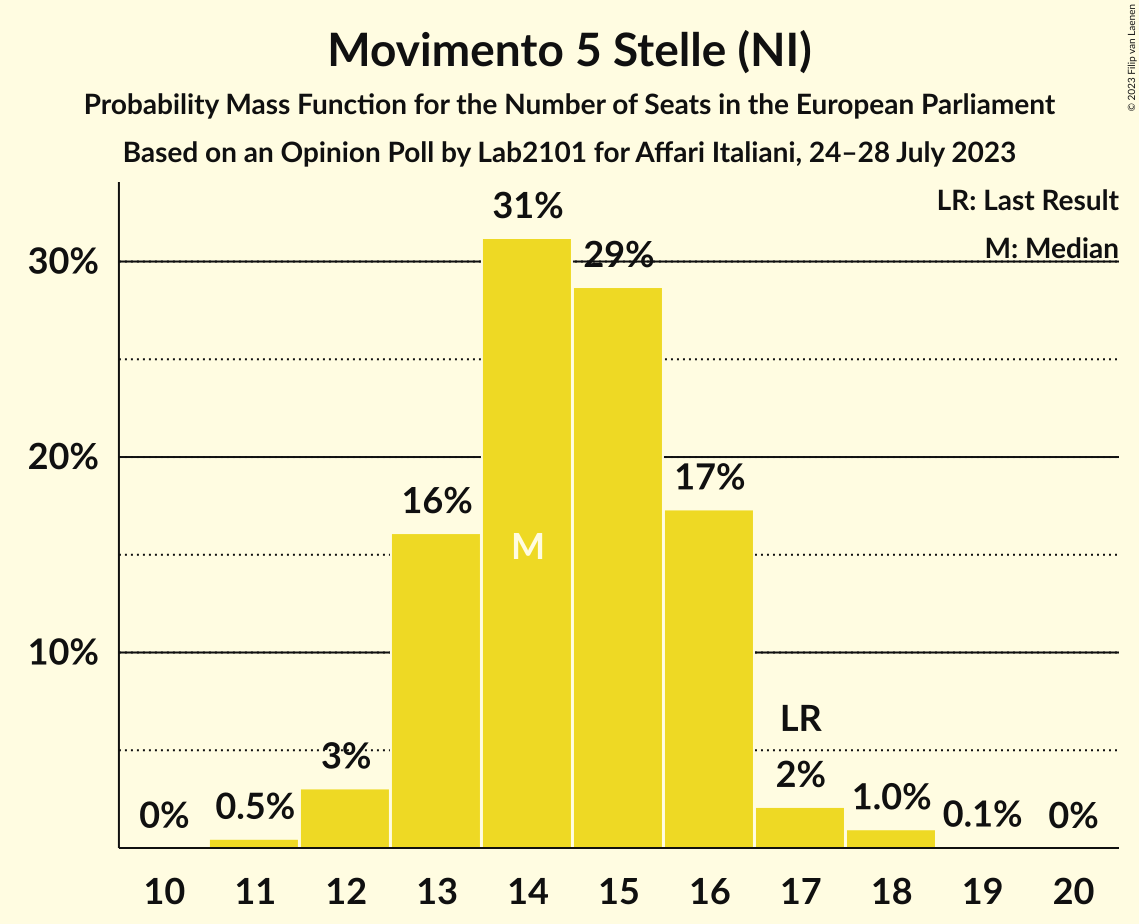 Movimento 5 Stelle (NI)
Probability Mass Function for the Number of Seats in the European Parliament
Based on an Opinion Poll by Lab2101 for Affari Italiani, 24–28 July 2023
© 2023 Filip van Laenen
LR: Last Result
M: Median
30%
20%
10%
0%
0.5%
3%
16%
31%
29%
17%
2%
1.0%
0.1%
0%
M
LR
10 11 12 13 14 15 16 17 18 19 20